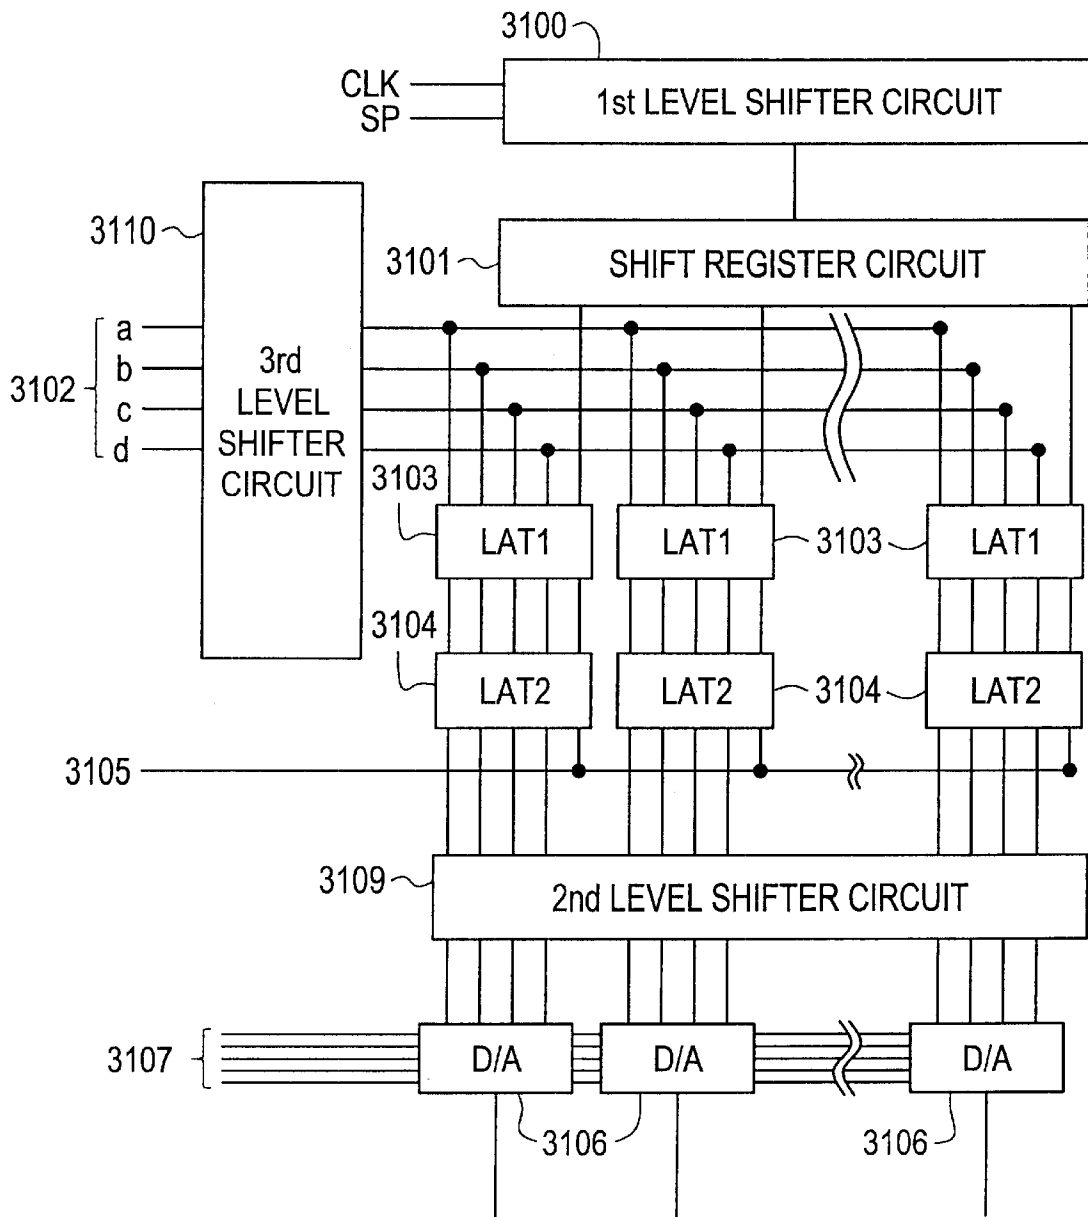 3100
CLK
SP
1st LEVEL SHIFTER CIRCUIT
3110
3101
SHIFT REGISTER CIRCUIT
3102
a
b
c
d
3rd
LEVEL
SHIFTER
CIRCUIT
3103
LAT1
LAT1
3103
LAT1
3104
LAT2
LAT2
3104
LAT2
3105
3109
2nd LEVEL SHIFTER CIRCUIT
3107
D/A
D/A
D/A
3106
3106